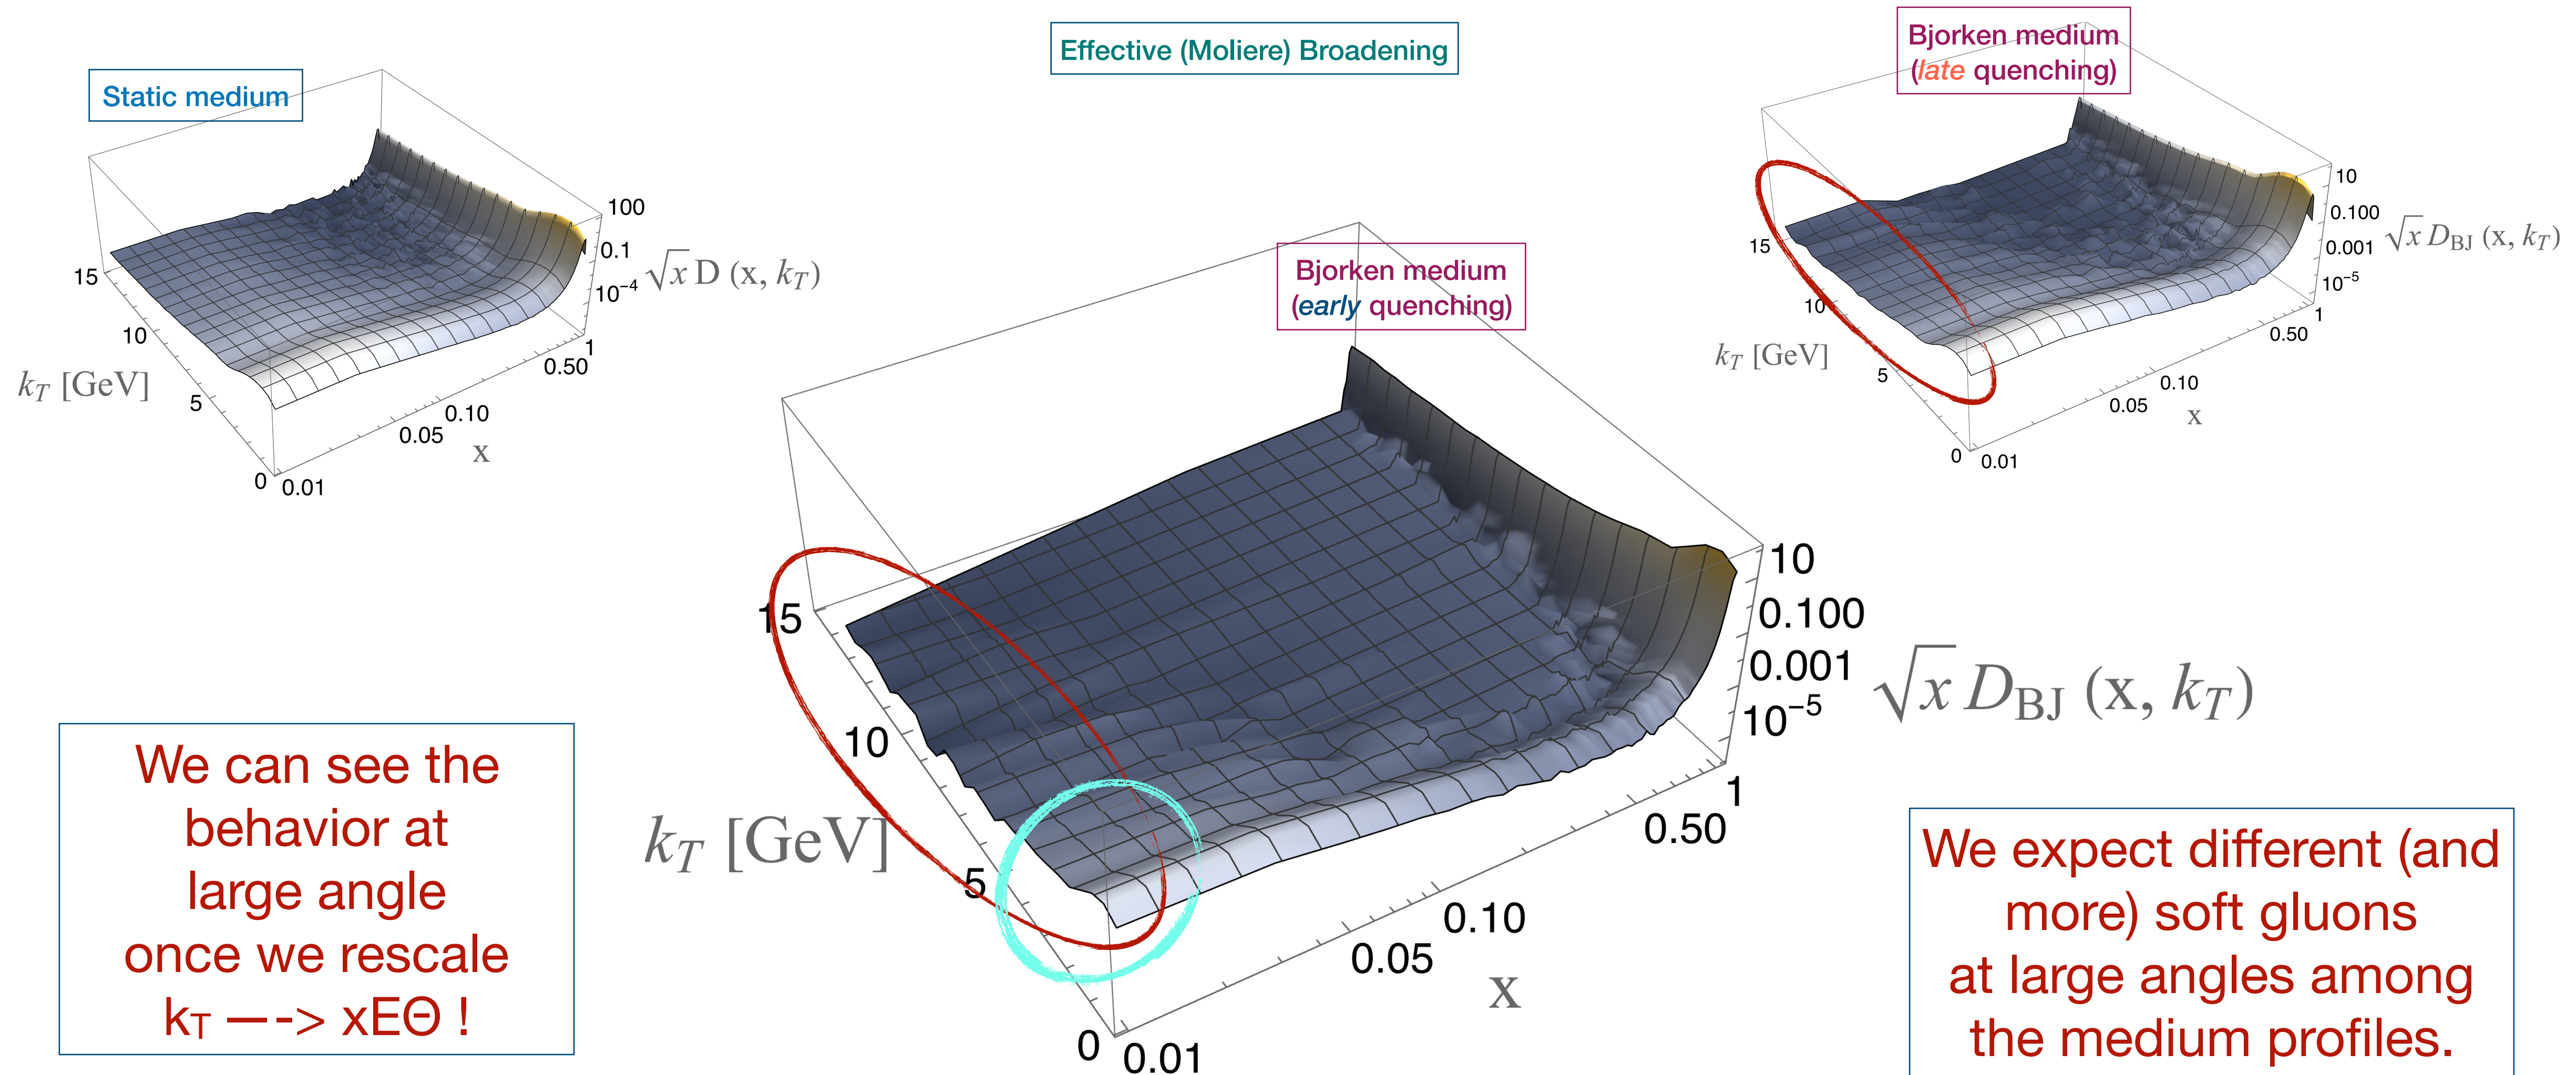 Effective (Moliere) Broadening
Static medium
100
0.1
10⁻⁴
√x D (x, k_T)
15
10
5
0
k_T [GeV]
0.01
0.05
0.10
0.50
1
x
Bjorken medium
(early quenching)
10
0.100
0.001
10⁻⁵
√x D_BJ (x, k_T)
15
10
5
0
k_T [GeV]
0.01
0.05
0.10
0.50
1
x
Bjorken medium
(late quenching)
10
0.100
0.001
10⁻⁵
√x D_BJ (x, k_T)
15
10
5
0
k_T [GeV]
0.01
0.05
0.10
0.50
1
x
We can see the
behavior at
large angle
once we rescale
k_T —-> xEΘ !
We expect different (and
more) soft gluons
at large angles among
the medium profiles.